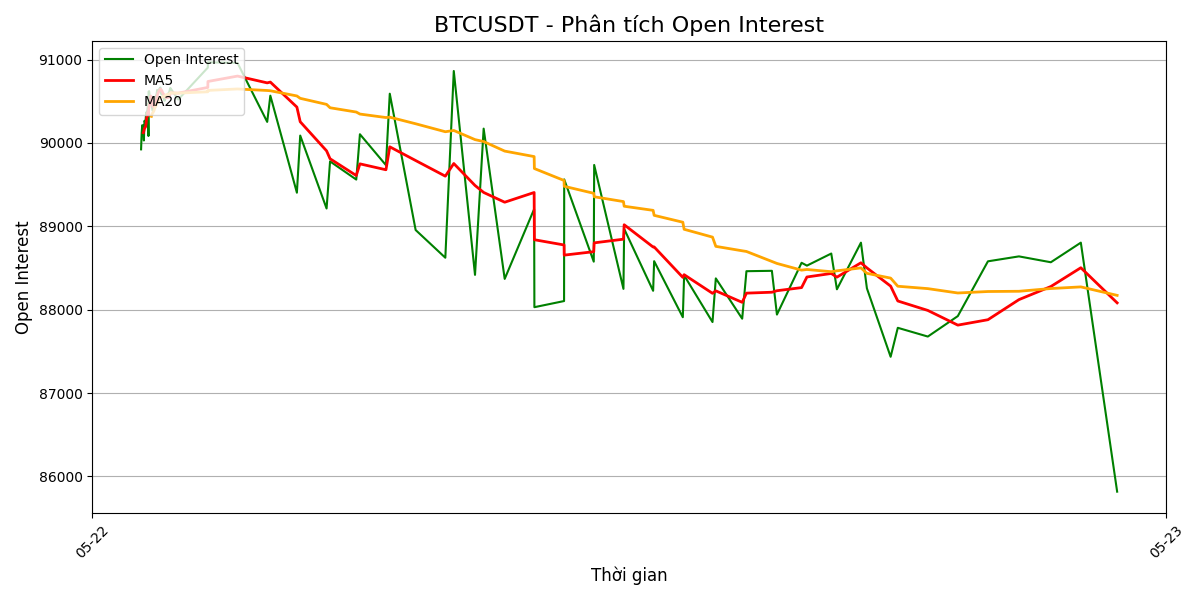 BTCUSDT - Phân tích Open Interest
Open Interest
MA5
MA20
91000
90000
89000
88000
87000
86000
Open Interest
05-22
05-23
Thời gian